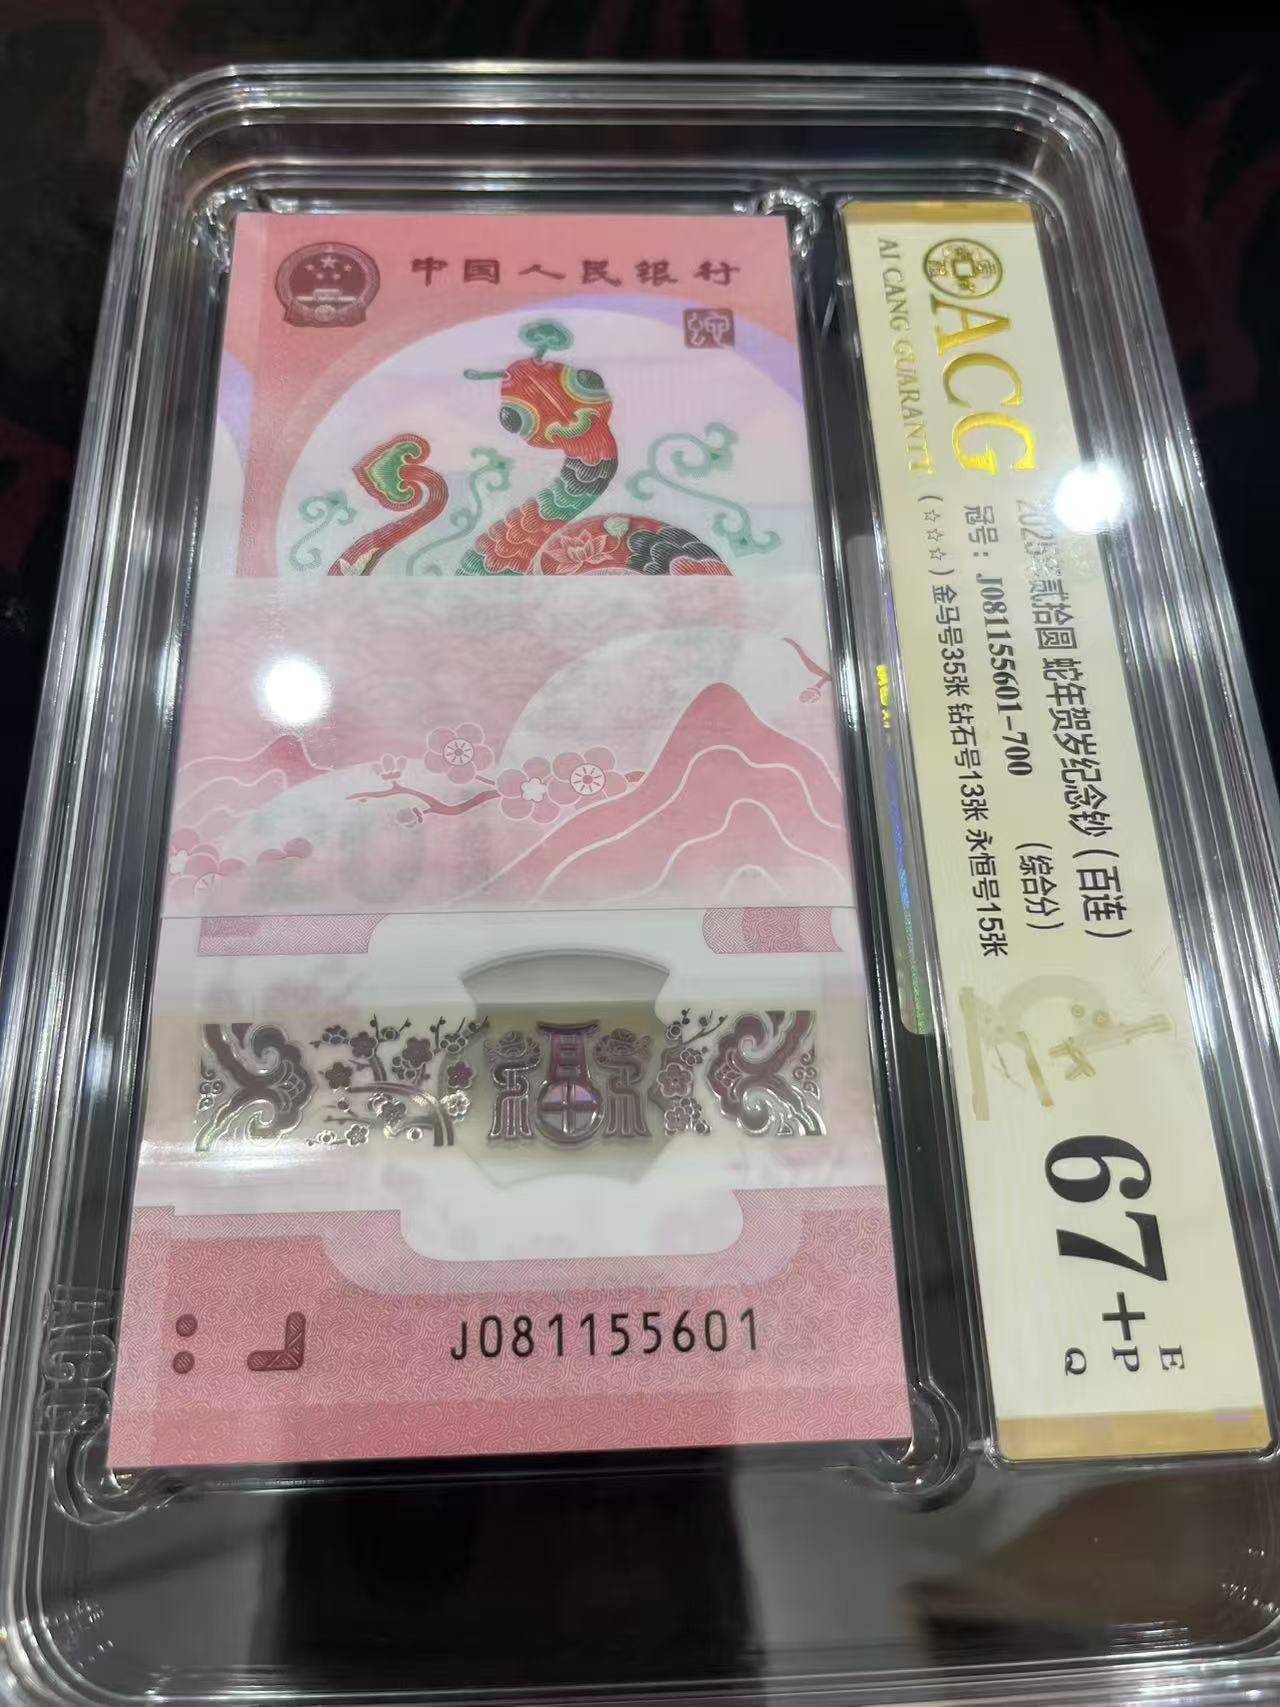 中国人民银行
J081155601
ACG
AI CANG GUARANTY
2025年贰拾圆 蛇年贺岁纪念钞(百连)
冠号: J081155601-700 (综合分)
(☆☆☆) 金马号35张 钻石号13张 永恒号15张
67+
E
P
Q
ACG